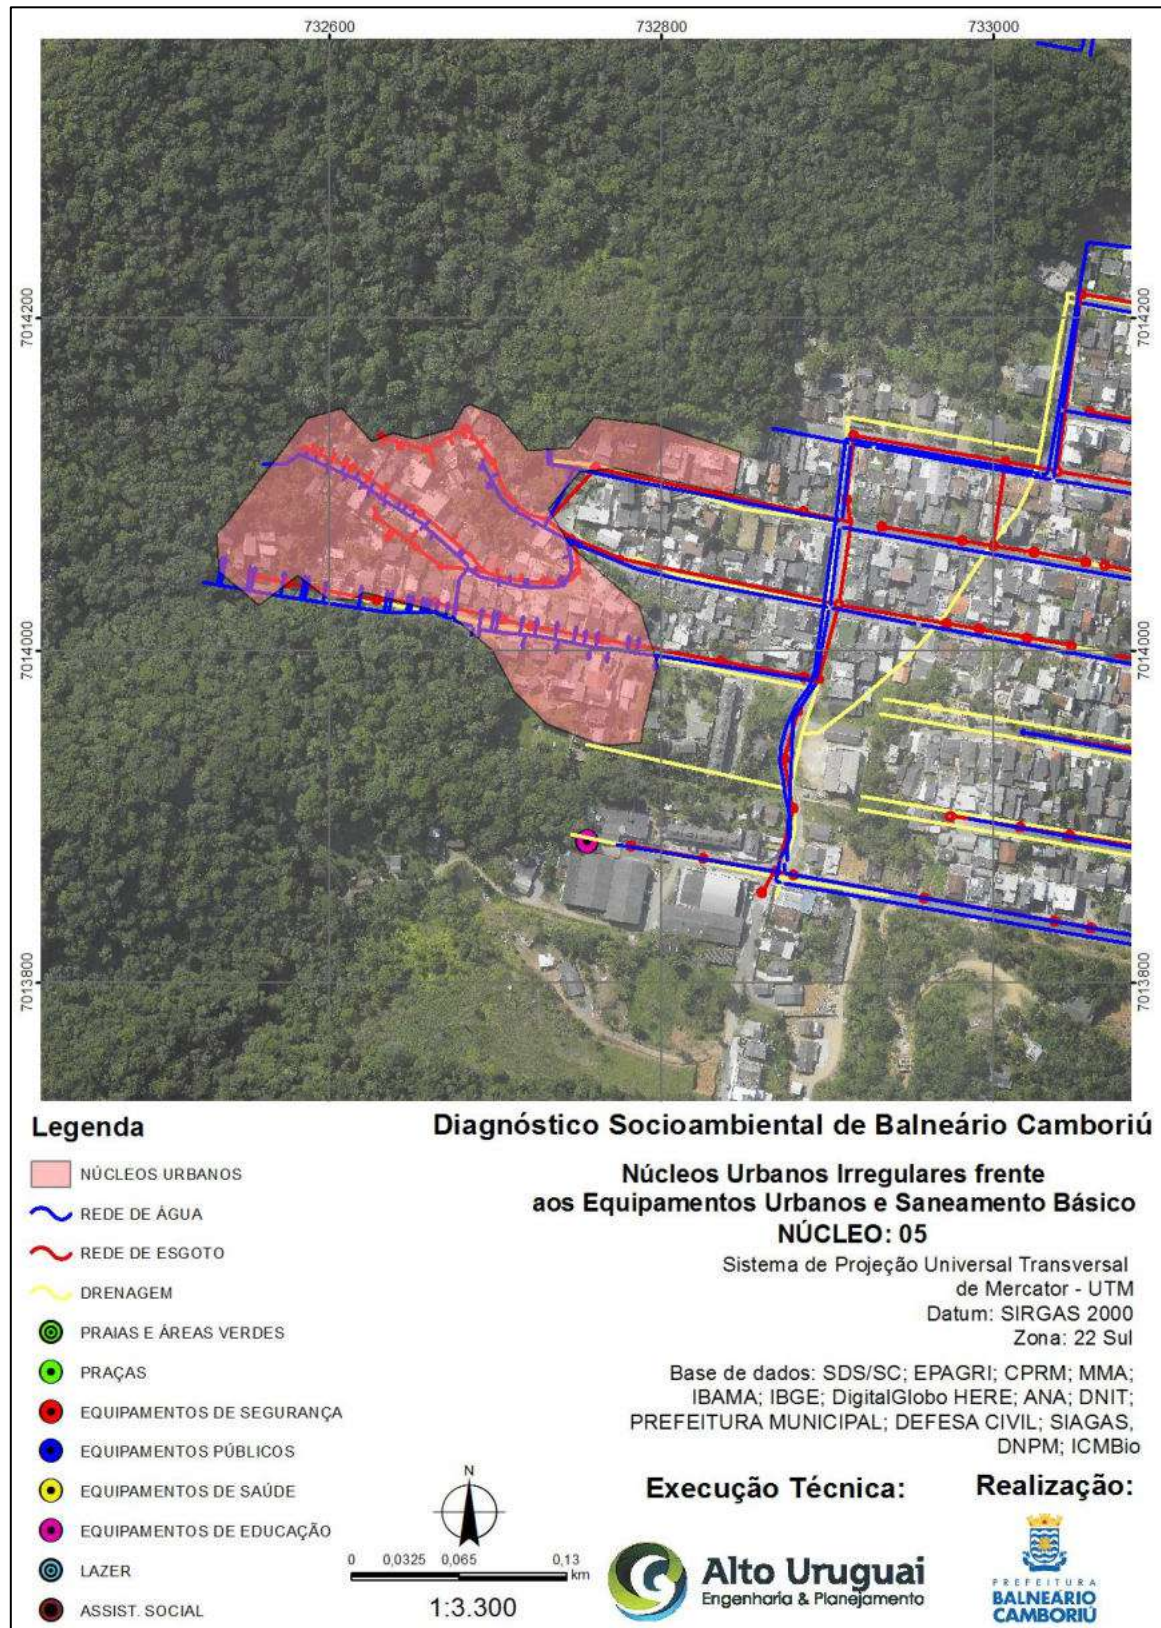 732600
732800
733000
7014200
7014200
7014000
7014000
7013800
7013800
Legenda
NÚCLEOS URBANOS
REDE DE ÁGUA
REDE DE ESGOTO
DRENAGEM
PRAIAS E ÁREAS VERDES
PRAÇAS
EQUIPAMENTOS DE SEGURANÇA
EQUIPAMENTOS PÚBLICOS
EQUIPAMENTOS DE SAÚDE
EQUIPAMENTOS DE EDUCAÇÃO
LAZER
ASSIST. SOCIAL
Diagnóstico Socioambiental de Balneário Camboriú
Núcleos Urbanos Irregulares frente
aos Equipamentos Urbanos e Saneamento Básico
NÚCLEO: 05
Sistema de Projeção Universal Transversal
de Mercator - UTM
Datum: SIRGAS 2000
Zona: 22 Sul
Base de dados: SDS/SC; EPAGRI; CPRM; MMA;
IBAMA; IBGE; DigitalGlobo HERE; ANA; DNIT;
PREFEITURA MUNICIPAL; DEFESA CIVIL; SIAGAS,
DNPM; ICMBio
N
0 0,0325 0,065 0,13
km
1:3.300
Execução Técnica:
Alto Uruguai
Engenharia & Planejamento
Realização:
PREFEITURA
BALNEÁRIO
CAMBORIÚ